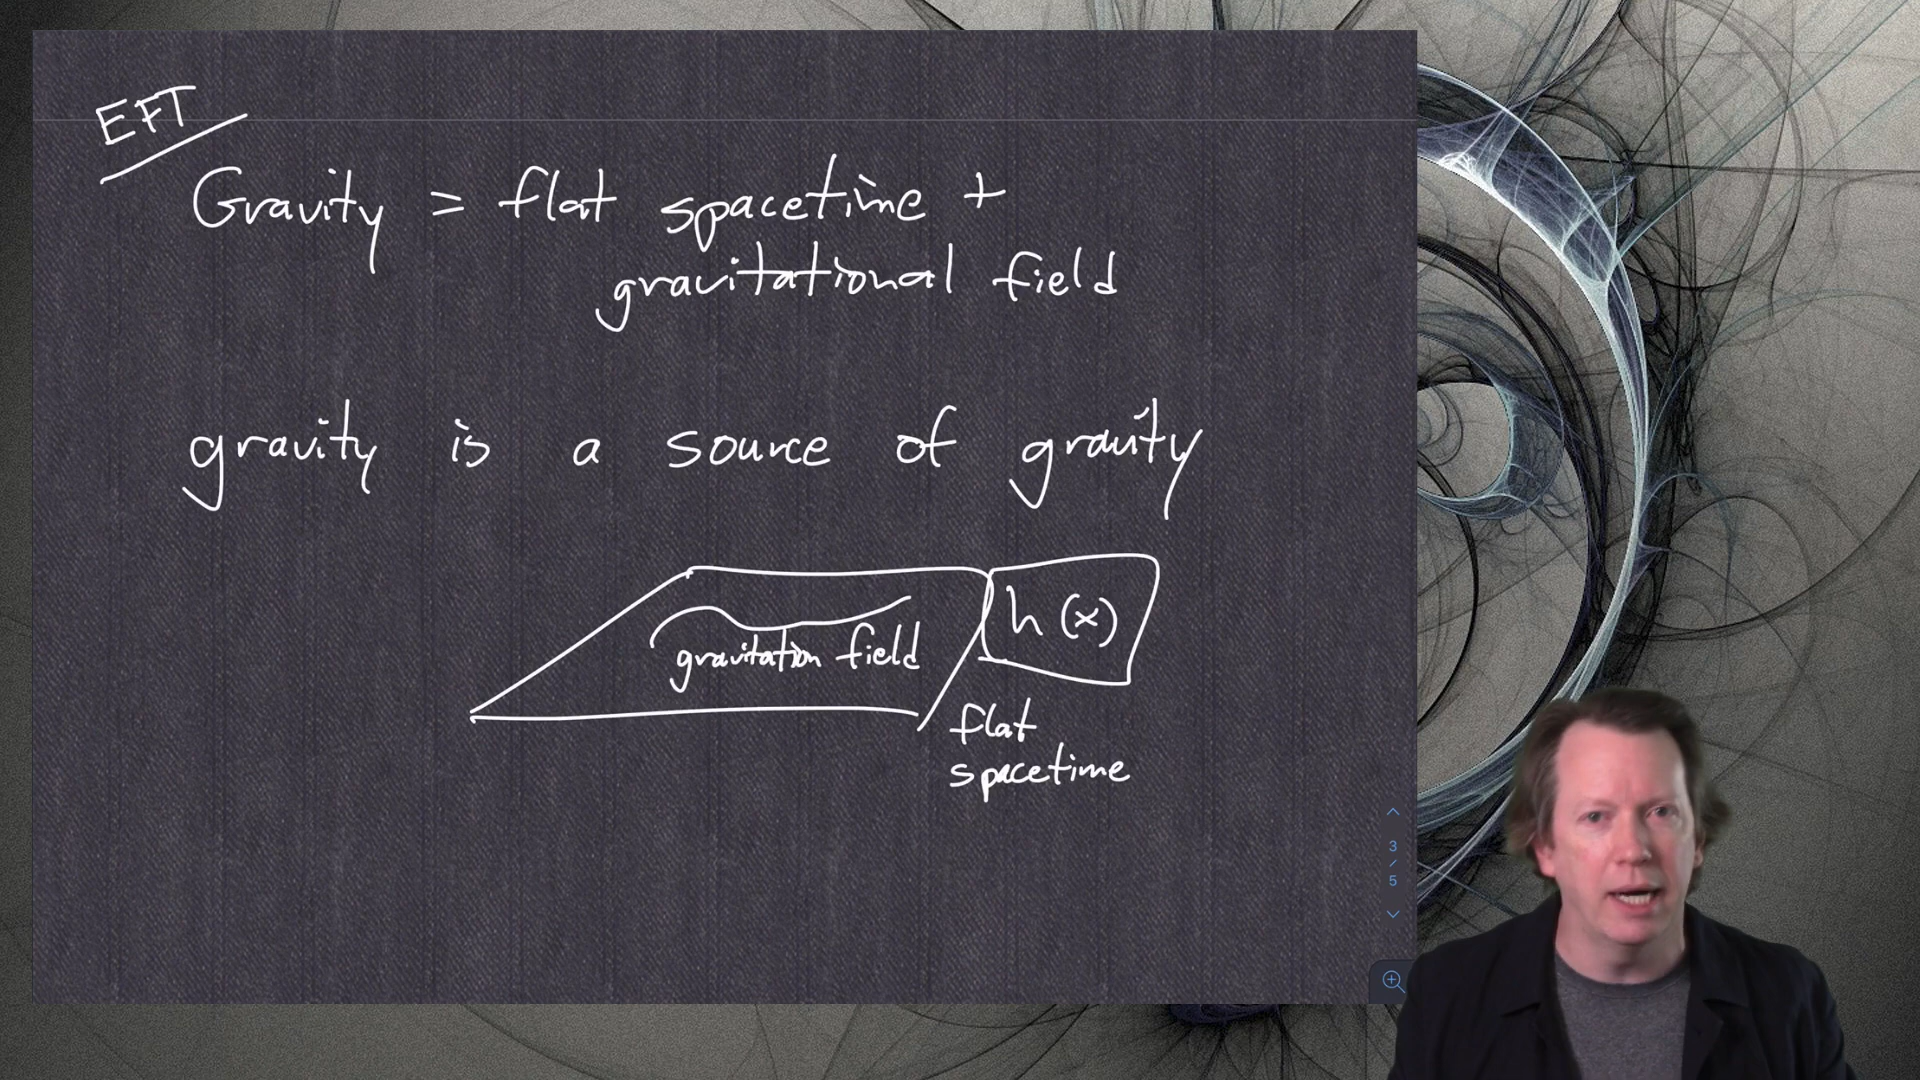 EFT
Gravity = flat spacetime +
gravitational field
gravity is a source of gravity
h(x)
gravitation field
flat
spacetime
3
/
5